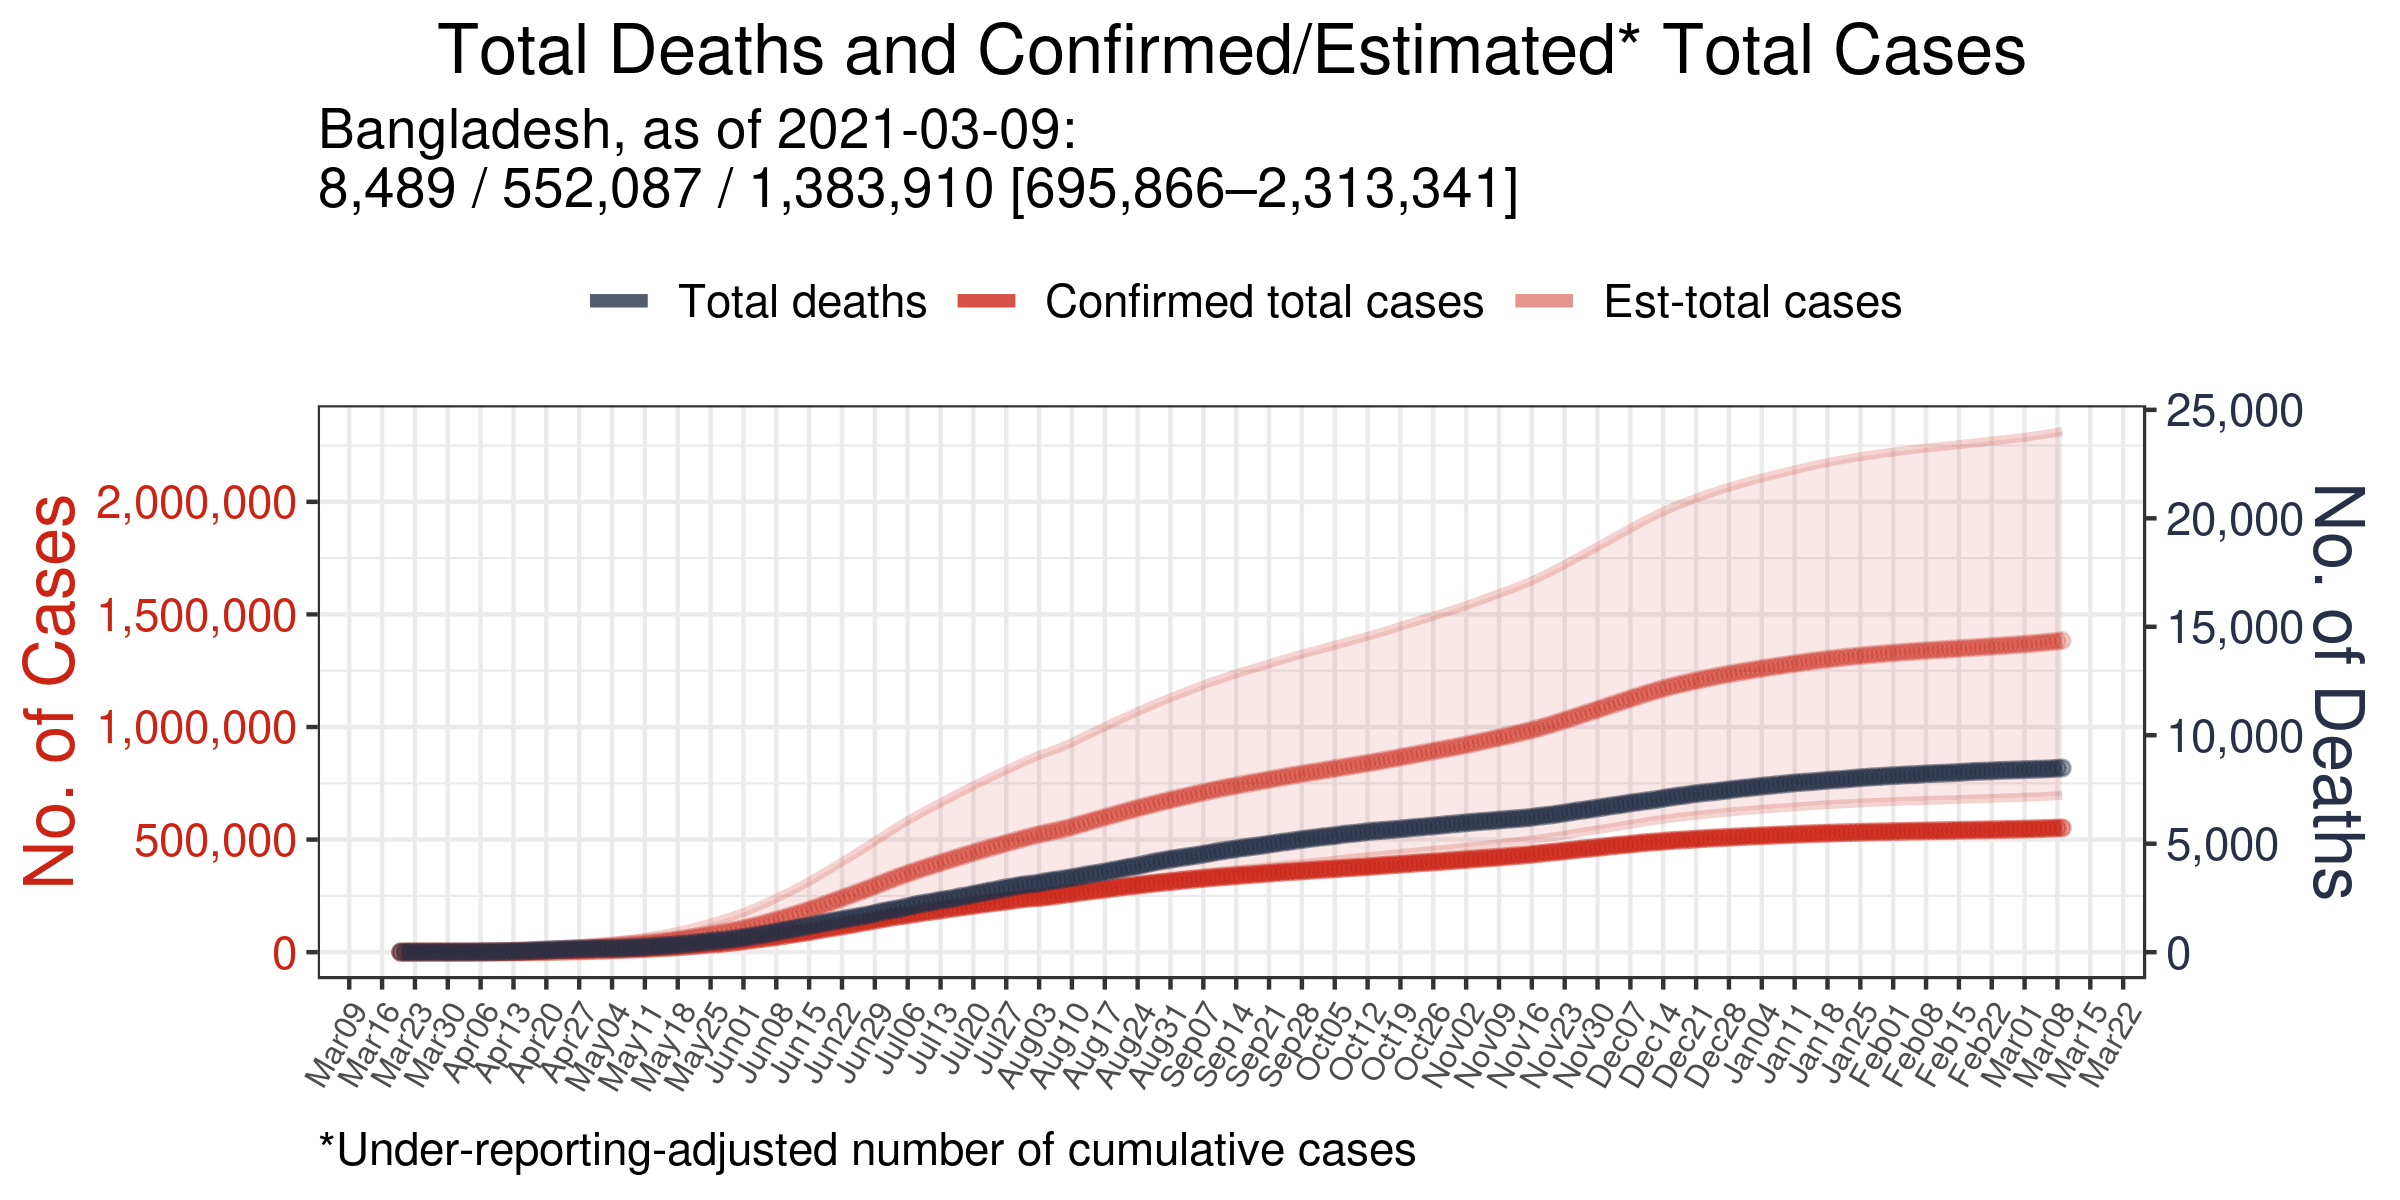 Total Deaths and Confirmed/Estimated* Total Cases
Bangladesh, as of 2021-03-09:
8,489 / 552,087 / 1,383,910 [695,866–2,313,341]
Total deaths
Confirmed total cases
Est-total cases
No. of Cases
2,000,000
1,500,000
1,000,000
500,000
0
25,000
20,000
15,000
10,000
5,000
0
No. of Deaths
Mar09
Mar16
Mar23
Mar30
Apr06
Apr13
Apr20
Apr27
May04
May11
May18
May25
Jun01
Jun08
Jun15
Jun22
Jun29
Jul06
Jul13
Jul20
Jul27
Aug03
Aug10
Aug17
Aug24
Aug31
Sep07
Sep14
Sep21
Sep28
Oct05
Oct12
Oct19
Oct26
Nov02
Nov09
Nov16
Nov23
Nov30
Dec07
Dec14
Dec21
Dec28
Jan04
Jan11
Jan18
Jan25
Feb01
Feb08
Feb15
Feb22
Mar01
Mar08
Mar15
Mar22
*Under-reporting-adjusted number of cumulative cases